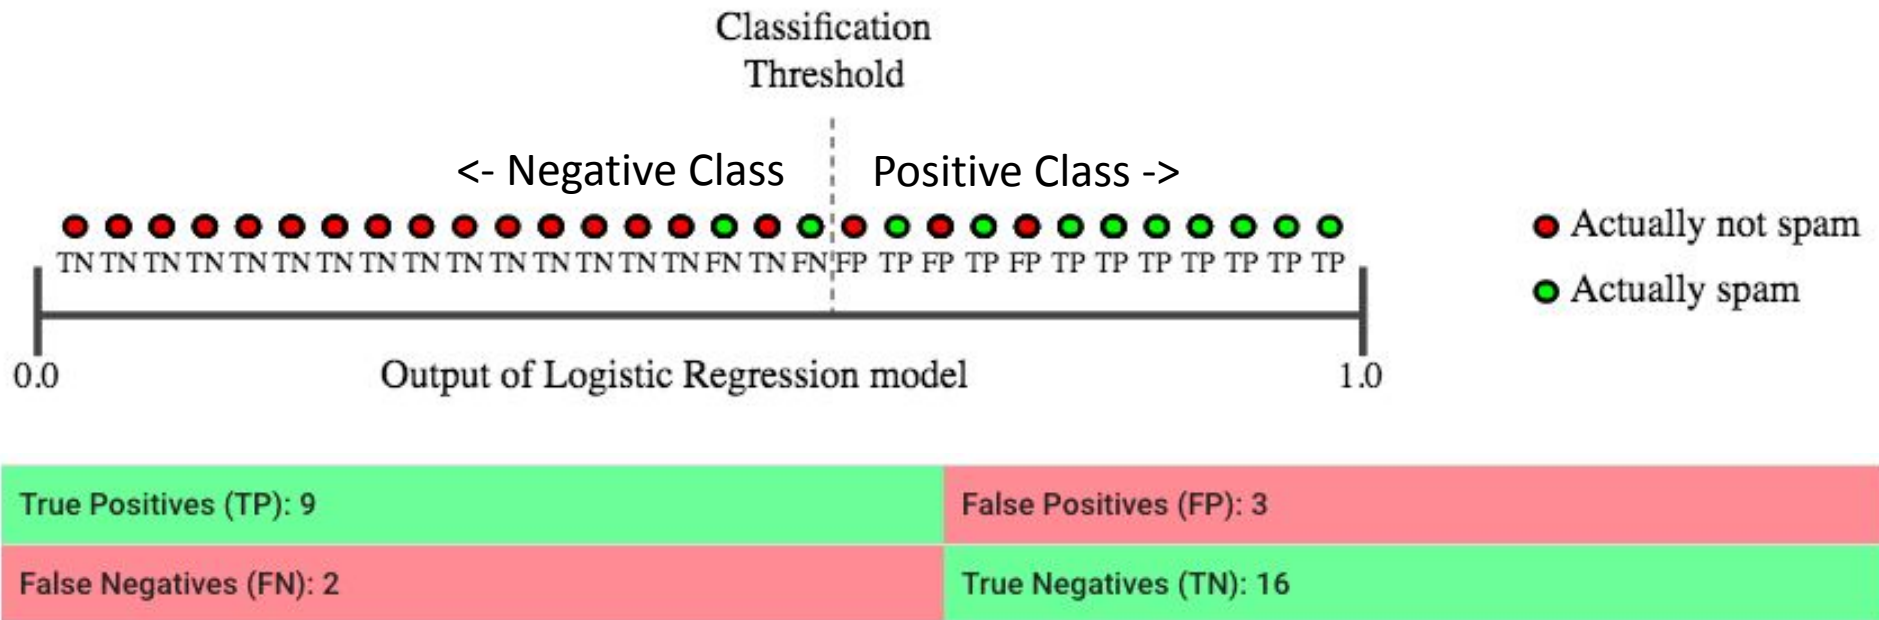 Classification
Threshold
<- Negative Class
Positive Class ->
TN TN TN TN TN TN TN TN TN TN TN TN TN TN TN FN TN FN FP TP FP TP FP TP TP TP TP TP TP TP
Actually not spam
Actually spam
0.0
Output of Logistic Regression model
1.0
True Positives (TP): 9
False Positives (FP): 3
False Negatives (FN): 2
True Negatives (TN): 16